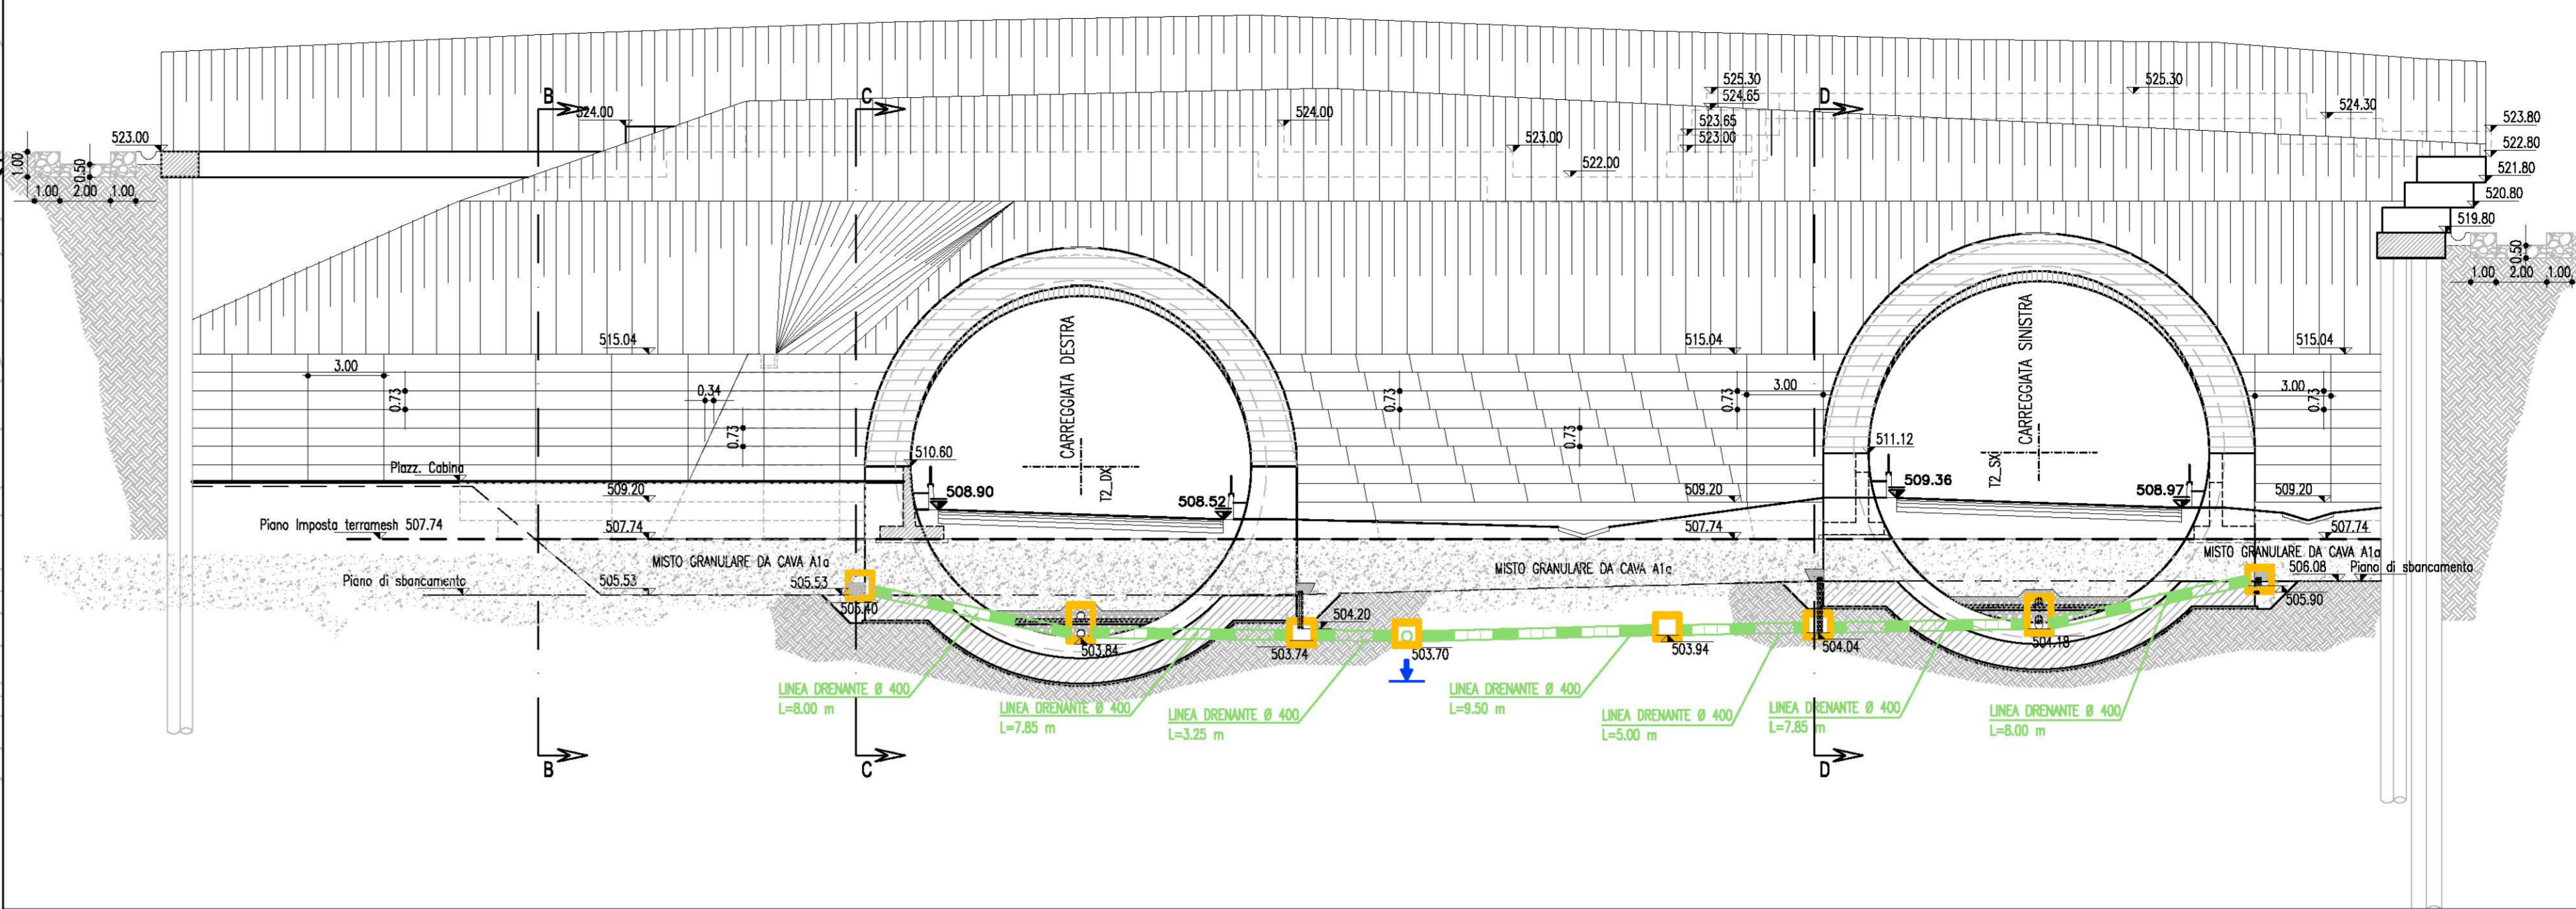 525.30
525.30
524.65
524.30
B
C
D
524.00
524.00
523.80
523.65
523.00
523.00
523.00
522.80
522.00
521.80
520.80
519.80
1.00
0.50
1.00 2.00 1.00
0.50
1.00 2.00 1.00
CARREGGIATA DESTRA
CARREGGIATA SINISTRA
515.04
515.04
515.04
3.00
0.73
0.34
0.73
0.73
0.73
0.73
3.00
3.00
0.73
T2_DX
T2_SX
510.60
511.12
Piazz. Cabina
508.90
508.52
509.36
508.97
509.20
509.20
509.20
Piano Imposta terramesh 507.74
507.74
507.74
507.74
MISTO GRANULARE DA CAVA A1a
MISTO GRANULARE DA CAVA A1a
MISTO GRANULARE DA CAVA A1a
Piano di sbancamento
505.53
505.53
506.08
Piano di sbancamento
505.40
505.90
504.20
503.84
503.74
503.70
503.94
504.04
504.18
LINEA DRENANTE Ø 400
L=8.00 m
LINEA DRENANTE Ø 400
L=7.85 m
LINEA DRENANTE Ø 400
L=3.25 m
LINEA DRENANTE Ø 400
L=9.50 m
LINEA DRENANTE Ø 400
L=5.00 m
LINEA DRENANTE Ø 400
L=7.85 m
LINEA DRENANTE Ø 400
L=8.00 m
B
C
D